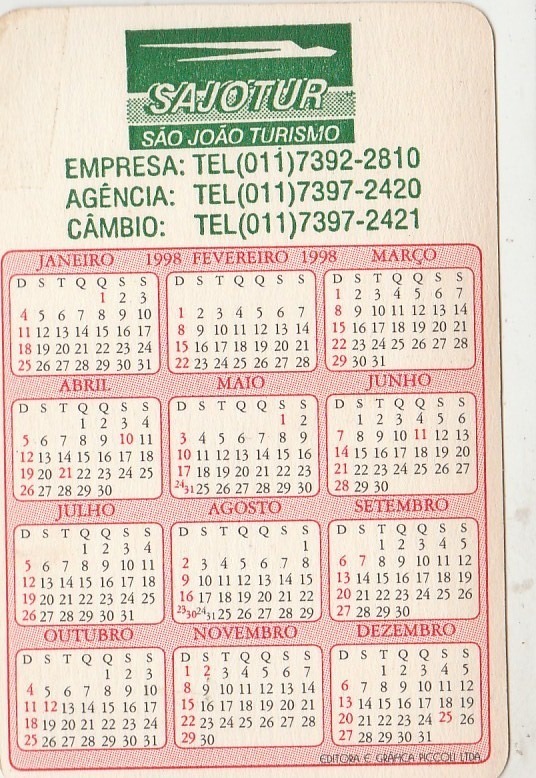 SAJOTUR
SÃO JOÃO TURISMO
EMPRESA: TEL(011)7392-2810
AGÊNCIA: TEL(011)7397-2420
CÂMBIO: TEL(011)7397-2421
JANEIRO 1998 FEVEREIRO 1998 MARÇO
D S T Q Q S S
1 2 3
4 5 6 7 8 9 10
11 12 13 14 15 16 17
18 19 20 21 22 23 24
25 26 27 28 29 30 31
D S T Q Q S S
1 2 3 4 5 6 7
8 9 10 11 12 13 14
15 16 17 18 19 20 21
22 23 24 25 26 27 28
D S T Q Q S S
1 2 3 4 5 6 7
8 9 10 11 12 13 14
15 16 17 18 19 20 21
22 23 24 25 26 27 28
29 30 31
ABRIL MAIO JUNHO
D S T Q Q S S
1 2 3 4
5 6 7 8 9 10 11
12 13 14 15 16 17 18
19 20 21 22 23 24 25
26 27 28 29 30
D S T Q Q S S
1 2
3 4 5 6 7 8 9
10 11 12 13 14 15 16
17 18 19 20 21 22 23
24/31 25 26 27 28 29 30
D S T Q Q S S
1 2 3 4 5 6
7 8 9 10 11 12 13
14 15 16 17 18 19 20
21 22 23 24 25 26 27
28 29 30
JULHO AGOSTO SETEMBRO
D S T Q Q S S
1 2 3 4
5 6 7 8 9 10 11
12 13 14 15 16 17 18
19 20 21 22 23 24 25
26 27 28 29 30 31
D S T Q Q S S
1
2 3 4 5 6 7 8
9 10 11 12 13 14 15
16 17 18 19 20 21 22
23/30 24/31 25 26 27 28 29
D S T Q Q S S
1 2 3 4 5
6 7 8 9 10 11 12
13 14 15 16 17 18 19
20 21 22 23 24 25 26
27 28 29 30
OUTUBRO NOVEMBRO DEZEMBRO
D S T Q Q S S
1 2 3
4 5 6 7 8 9 10
11 12 13 14 15 16 17
18 19 20 21 22 23 24
25 26 27 28 29 30 31
D S T Q Q S S
1 2 3 4 5 6 7
8 9 10 11 12 13 14
15 16 17 18 19 20 21
22 23 24 25 26 27 28
29 30
D S T Q Q S S
1 2 3 4 5
6 7 8 9 10 11 12
13 14 15 16 17 18 19
20 21 22 23 24 25 26
27 28 29 30 31
EDITORA E GRÁFICA PICCOLI LTDA